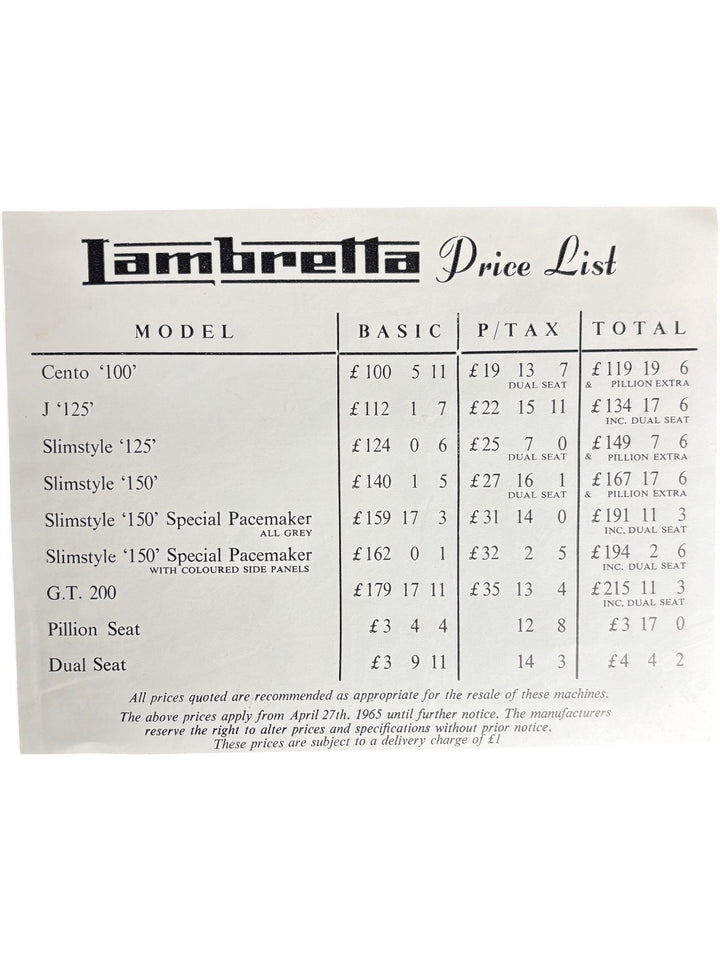 Lambretta Price List
MODEL BASIC P/TAX TOTAL
Cento ‘100’ £100 5 11 £19 13 7 £119 19 6
DUAL SEAT & PILLION EXTRA
J ‘125’ £112 1 7 £22 15 11 £134 17 6
INC. DUAL SEAT
Slimstyle ‘125’ £124 0 6 £25 7 0 £149 7 6
DUAL SEAT & PILLION EXTRA
Slimstyle ‘150’ £140 1 5 £27 16 1 £167 17 6
DUAL SEAT & PILLION EXTRA
Slimstyle ‘150’ Special Pacemaker £159 17 3 £31 14 0 £191 11 3
ALL GREY INC. DUAL SEAT
Slimstyle ‘150’ Special Pacemaker £162 0 1 £32 2 5 £194 2 6
WITH COLOURED SIDE PANELS INC. DUAL SEAT
G.T. 200 £179 17 11 £35 13 4 £215 11 3
INC. DUAL SEAT
Pillion Seat £3 4 4 12 8 £3 17 0
Dual Seat £3 9 11 14 3 £4 4 2
All prices quoted are recommended as appropriate for the resale of these machines.
The above prices apply from April 27th. 1965 until further notice. The manufacturers
reserve the right to alter prices and specifications without prior notice.
These prices are subject to a delivery charge of £1